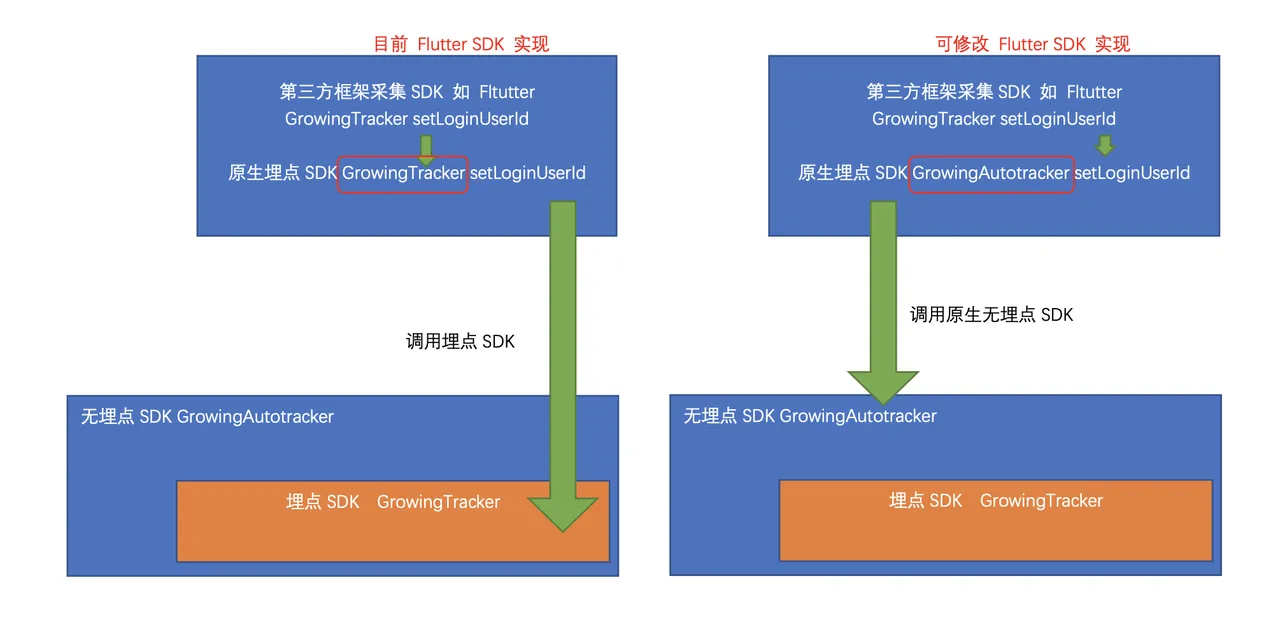 目前 Flutter SDK 实现
第三方框架采集 SDK 如 Fltutter
GrowingTracker setLoginUserId
原生埋点 SDK GrowingTracker setLoginUserId
调用埋点 SDK
无埋点 SDK GrowingAutotracker
埋点 SDK GrowingTracker
可修改 Flutter SDK 实现
第三方框架采集 SDK 如 Fltutter
GrowingTracker setLoginUserId
原生埋点 SDK GrowingAutotracker setLoginUserId
调用原生无埋点 SDK
无埋点 SDK GrowingAutotracker
埋点 SDK GrowingTracker